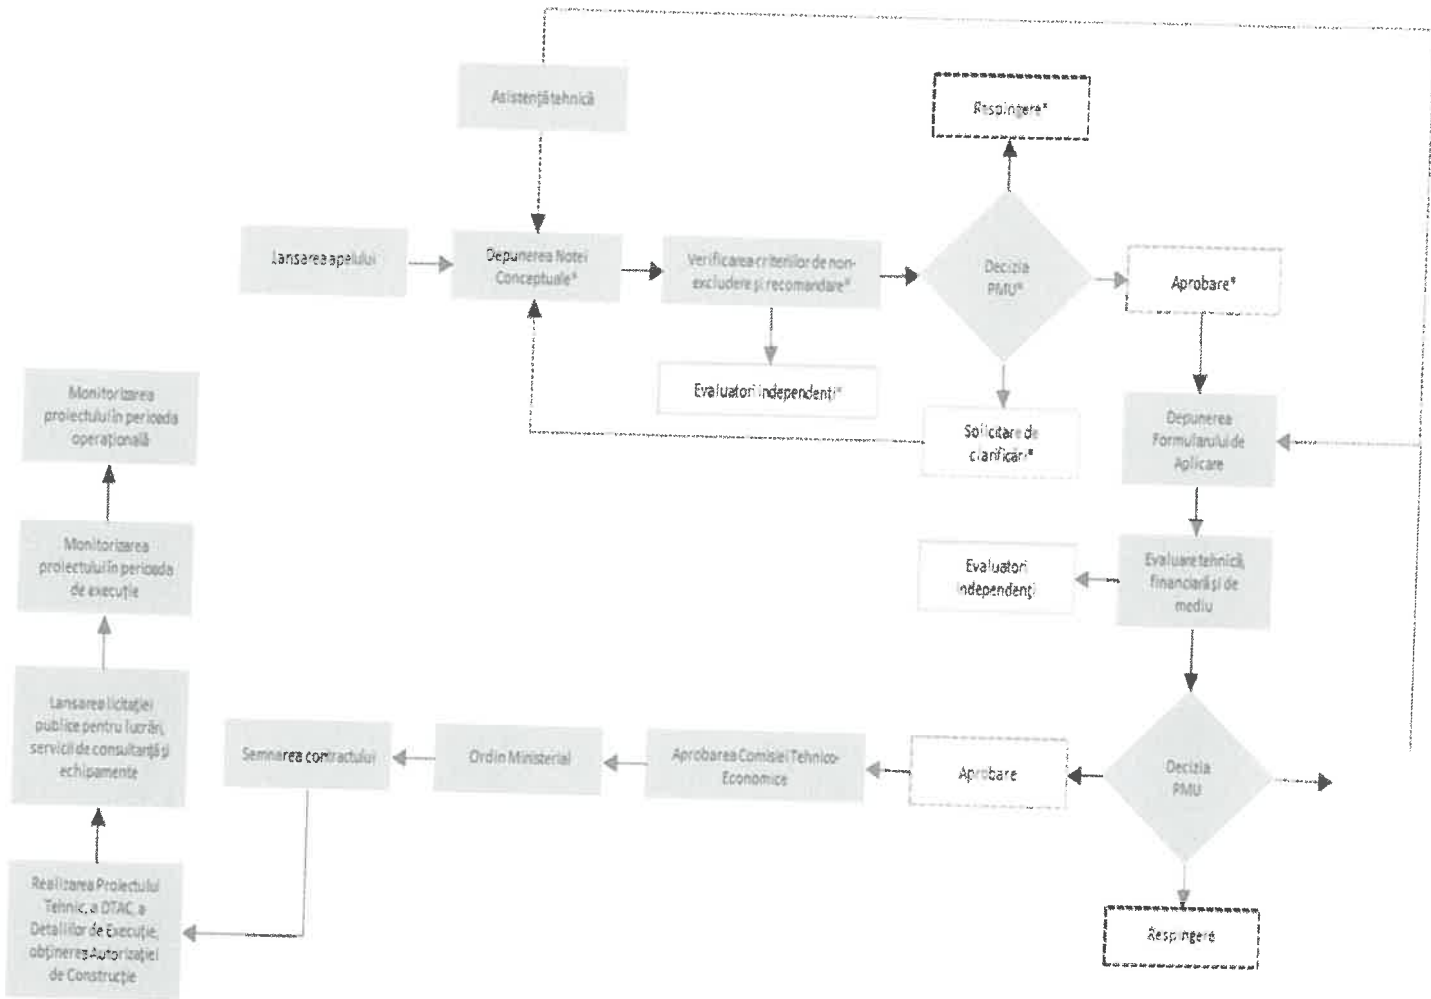 Asistență tehnică
Respingere*
Lansarea apelului
Depunerea Notei
Conceptuale*
Verificarea criteriilor de non-
excludere și recomandare*
Decizia
PMU*
Aprobare*
Evaluatori independenți*
Solicitare de
clarificări*
Depunerea
Formularului de
Aplicare
Monitorizarea
proiectului în perioada
operațională
Monitorizarea
proiectului în perioada
de execuție
Evaluatori
independenți
Evaluare tehnică,
financiară și de
mediu
Lansarea licitației
publice pentru lucrări,
servicii de consultanță și
echipamente
Semnarea contractului
Ordin Ministerial
Aprobarea Comisiei Tehnico-
Economice
Aprobare
Decizia
PMU
Realizarea Proiectului
Tehnic, a DTAC, a
Detaliilor de Execuție,
obținerea Autorizației
de Construcție
Respingere